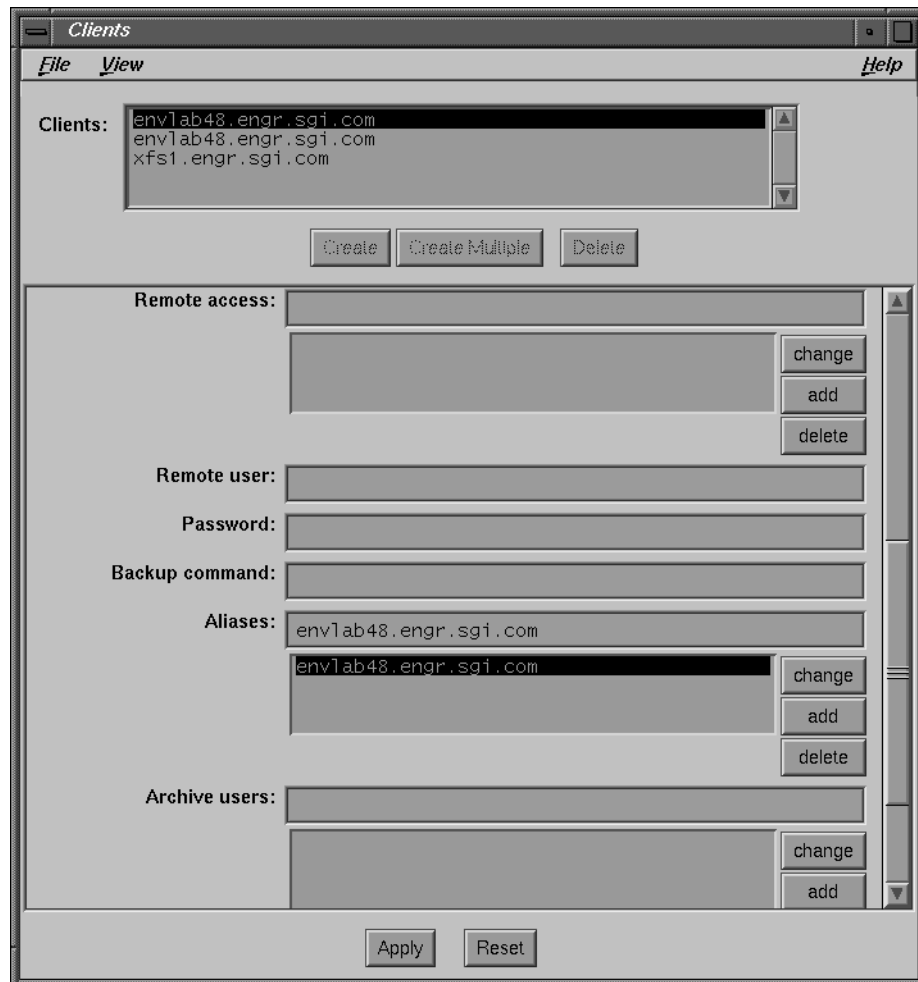 Clients
File View Help
Clients:
envlab48.engr.sgi.com
envlab48.engr.sgi.com
xfs1.engr.sgi.com
Create Create Multiple Delete
Remote access:
change
add
delete
Remote user:
Password:
Backup command:
Aliases: envlab48.engr.sgi.com
envlab48.engr.sgi.com
change
add
delete
Archive users:
change
add
Apply Reset